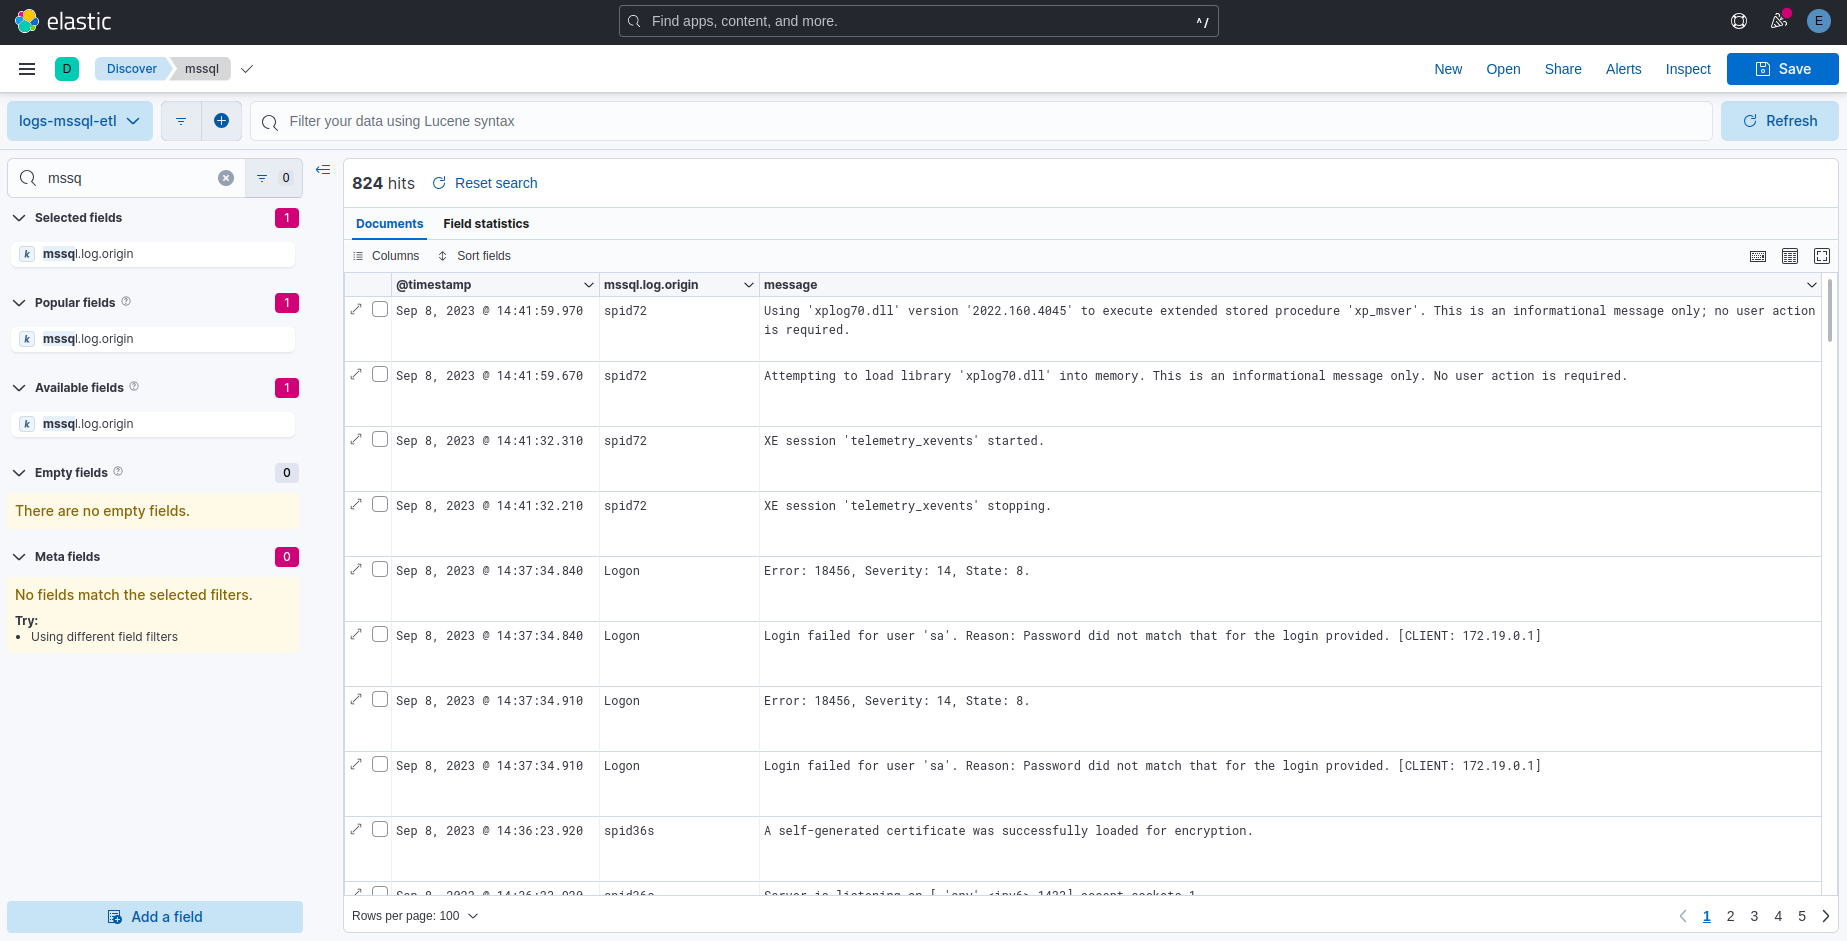 elastic
Find apps, content, and more.
^/
E
D
Discover
mssql
New
Open
Share
Alerts
Inspect
Save
logs-mssql-etl
Filter your data using Lucene syntax
Refresh
mssq
0
Selected fields
1
k mssql.log.origin
Popular fields
1
k mssql.log.origin
Available fields
1
k mssql.log.origin
Empty fields
0
There are no empty fields.
Meta fields
0
No fields match the selected filters.
Try:
• Using different field filters
Add a field
824 hits
Reset search
Documents
Field statistics
Columns
Sort fields
@timestamp mssql.log.origin message
Sep 8, 2023 @ 14:41:59.970 spid72 Using 'xplog70.dll' version '2022.160.4045' to execute extended stored procedure 'xp_msver'. This is an informational message only; no user action
is required.
Sep 8, 2023 @ 14:41:59.670 spid72 Attempting to load library 'xplog70.dll' into memory. This is an informational message only. No user action is required.
Sep 8, 2023 @ 14:41:32.310 spid72 XE session 'telemetry_xevents' started.
Sep 8, 2023 @ 14:41:32.210 spid72 XE session 'telemetry_xevents' stopping.
Sep 8, 2023 @ 14:37:34.840 Logon Error: 18456, Severity: 14, State: 8.
Sep 8, 2023 @ 14:37:34.840 Logon Login failed for user 'sa'. Reason: Password did not match that for the login provided. [CLIENT: 172.19.0.1]
Sep 8, 2023 @ 14:37:34.910 Logon Error: 18456, Severity: 14, State: 8.
Sep 8, 2023 @ 14:37:34.910 Logon Login failed for user 'sa'. Reason: Password did not match that for the login provided. [CLIENT: 172.19.0.1]
Sep 8, 2023 @ 14:36:23.920 spid36s A self-generated certificate was successfully loaded for encryption.
Rows per page: 100
1 2 3 4 5